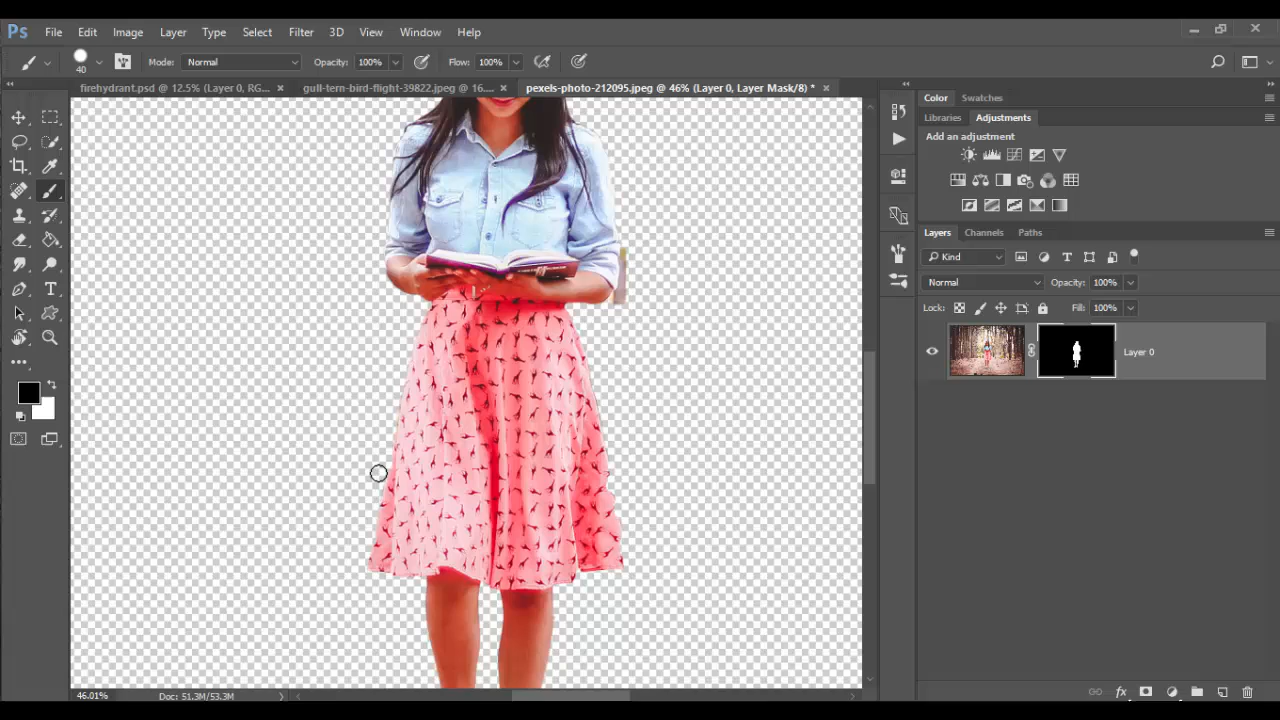 Ps File Edit Image Layer Type Select Filter 3D View Window Help
40 Mode: Normal Opacity: 100% Flow: 100%
firehydrant.psd @ 12.5% (Layer 0, RG... × gull-tern-bird-flight-39822.jpeg @ 16.... × pexels-photo-212095.jpeg @ 46% (Layer 0, Layer Mask/8) * ×
Color Swatches
Libraries Adjustments
Add an adjustment
Layers Channels Paths
Kind
Normal Opacity: 100%
Lock: Fill: 100%
Layer 0
46.01% Doc: 51.3M/53.3M
fx